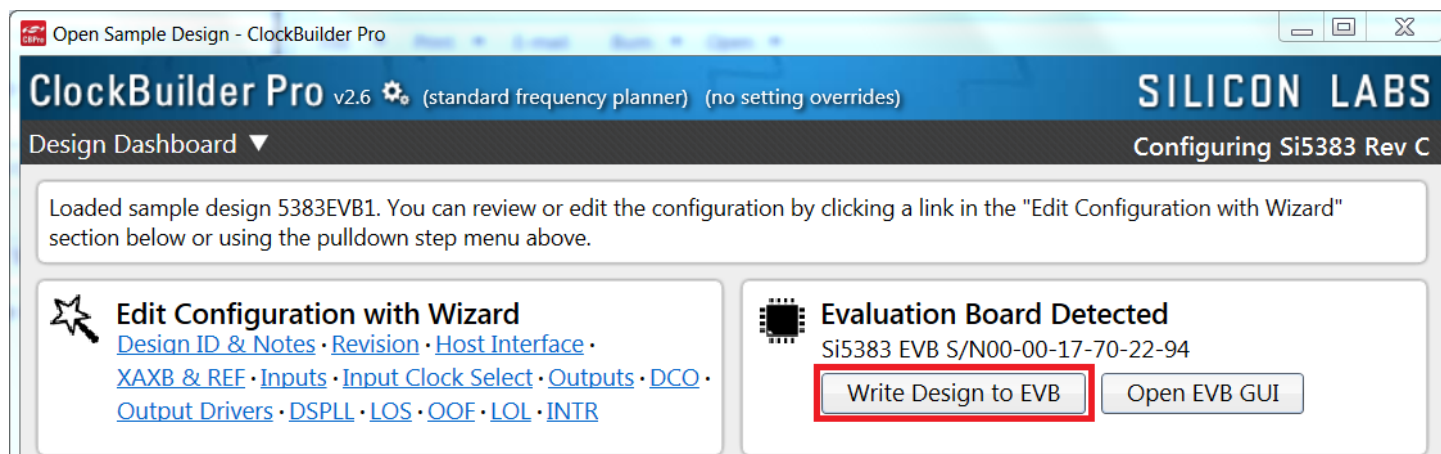 CBPro Open Sample Design - ClockBuilder Pro
ClockBuilder Pro v2.6 (standard frequency planner) (no setting overrides) SILICON LABS
Design Dashboard ▼ Configuring Si5383 Rev C
Loaded sample design 5383EVB1. You can review or edit the configuration by clicking a link in the "Edit Configuration with Wizard"
section below or using the pulldown step menu above.
Edit Configuration with Wizard
Design ID & Notes · Revision · Host Interface ·
XAXB & REF · Inputs · Input Clock Select · Outputs · DCO ·
Output Drivers · DSPLL · LOS · OOF · LOL · INTR
Evaluation Board Detected
Si5383 EVB S/N00-00-17-70-22-94
Write Design to EVB Open EVB GUI